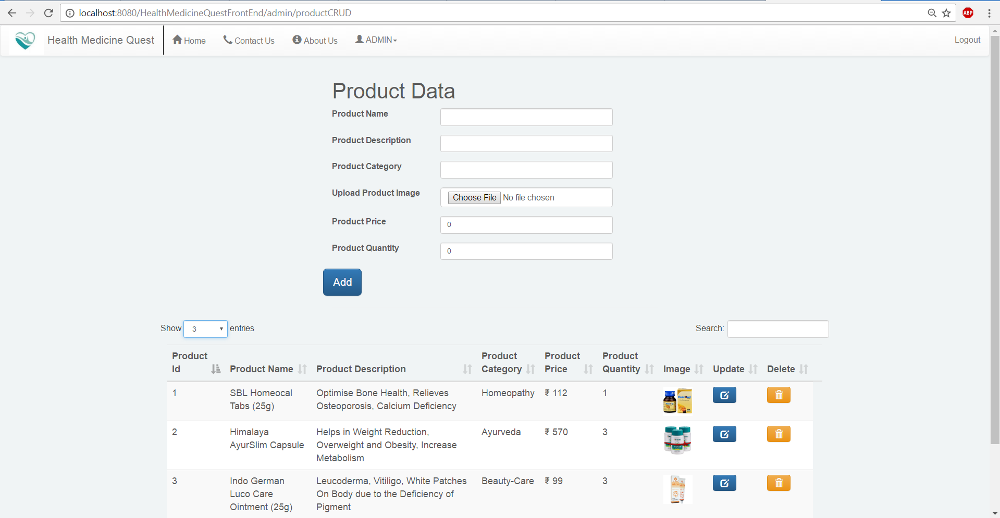 localhost:8080/HealthMedicineQuestFrontEnd/admin/productCRUD
ABP
Health Medicine Quest
Home
Contact Us
About Us
ADMIN
Logout
Product Data
Product Name
Product Description
Product Category
Upload Product Image
Choose File No file chosen
Product Price
0
Product Quantity
0
Add
Show 3 entries
Search:
Product Id
Product Name
Product Description
Product Category
Product Price
Product Quantity
Image
Update
Delete
1
SBL Homeocal
Tabs (25g)
Optimise Bone Health, Relieves
Osteoporosis, Calcium Deficiency
Homeopathy
₹ 112
1
2
Himalaya
AyurSlim Capsule
Helps in Weight Reduction,
Overweight and Obesity, Increase
Metabolism
Ayurveda
₹ 570
3
3
Indo German
Luco Care
Ointment (25g)
Leucoderma, Vitiligo, White Patches
On Body due to the Deficiency of
Pigment
Beauty-Care
₹ 99
3